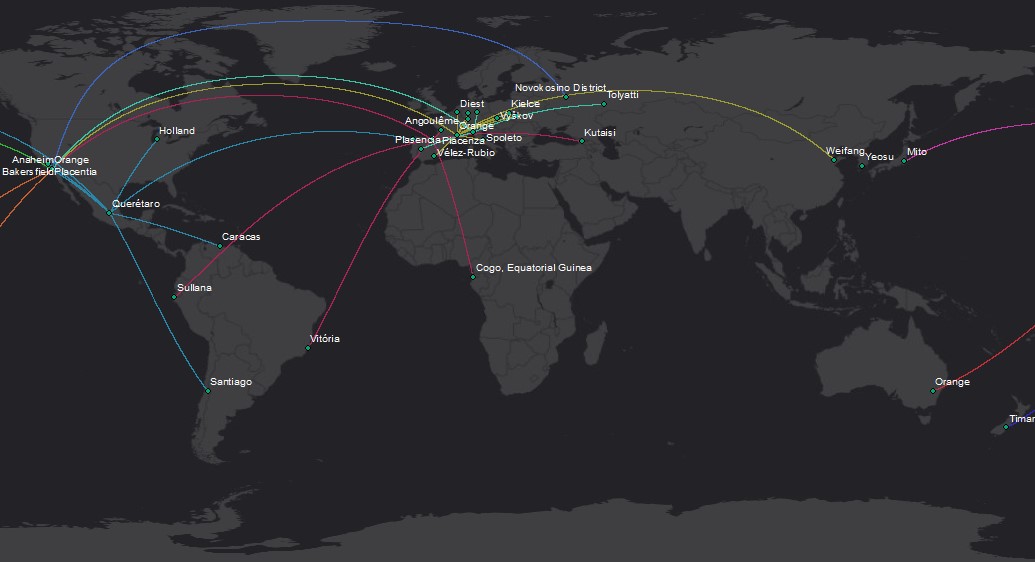 Novokosino District
Tolyatti
Diest
Kielce
Wyškov
Angoulême
Orange
Holland
Kutaisi
Plasencia
Piacenza
Spoleto
Vélez-Rubio
Weifang
Yeosu
Mito
Anaheim
Orange
Bakersfield
Placentia
Querétaro
Caracas
Cogo, Equatorial Guinea
Sullana
Vitória
Santiago
Orange
Timar